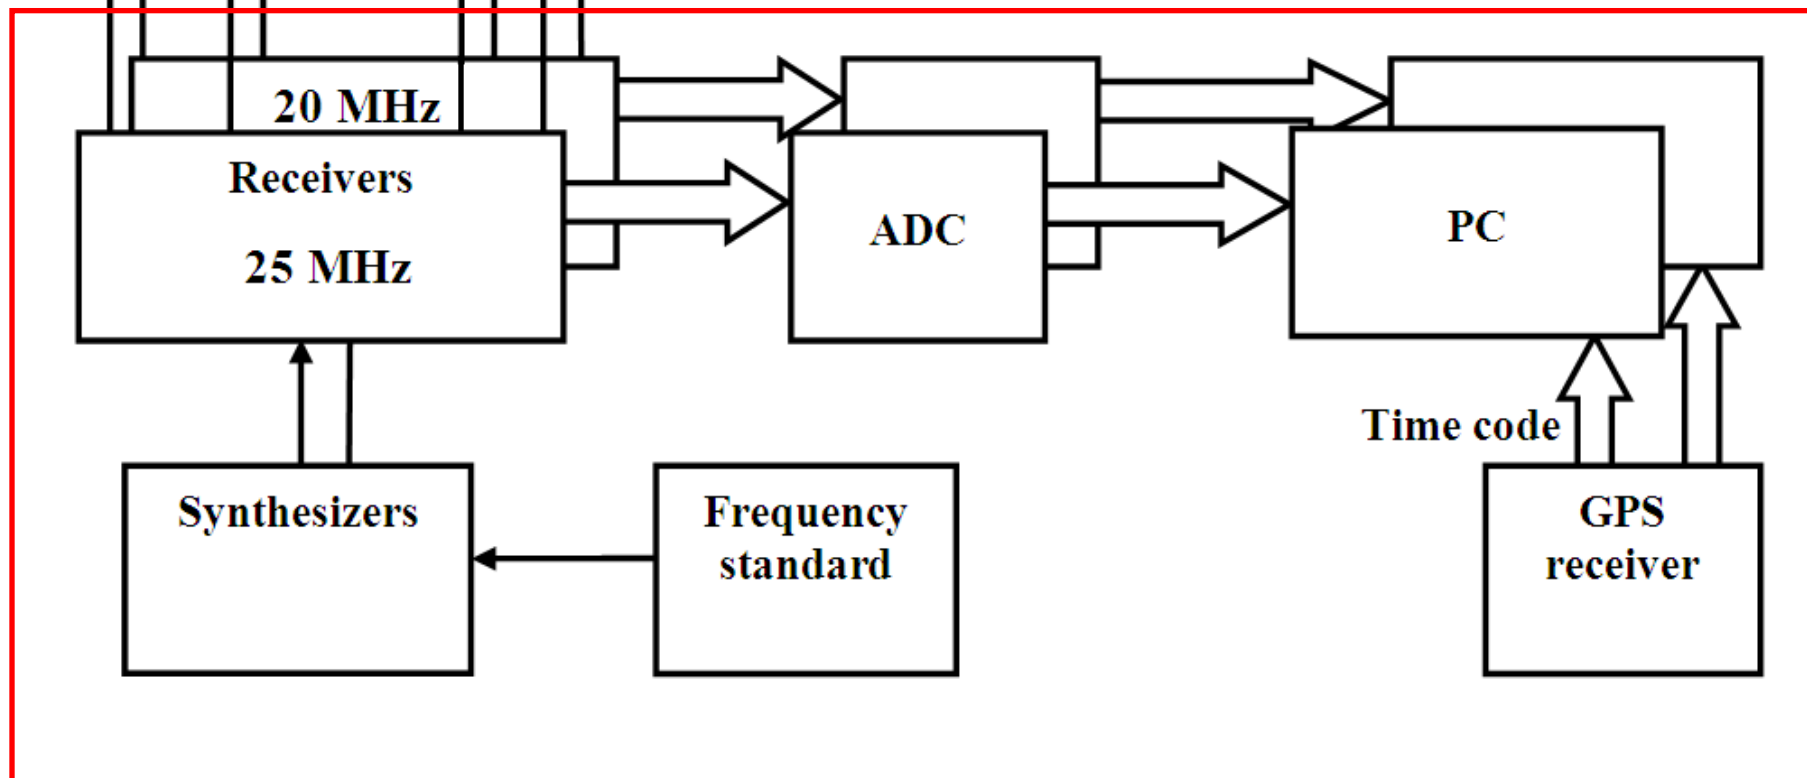 20 MHz
Receivers
25 MHz
ADC
PC
Time code
Synthesizers
Frequency
standard
GPS
receiver